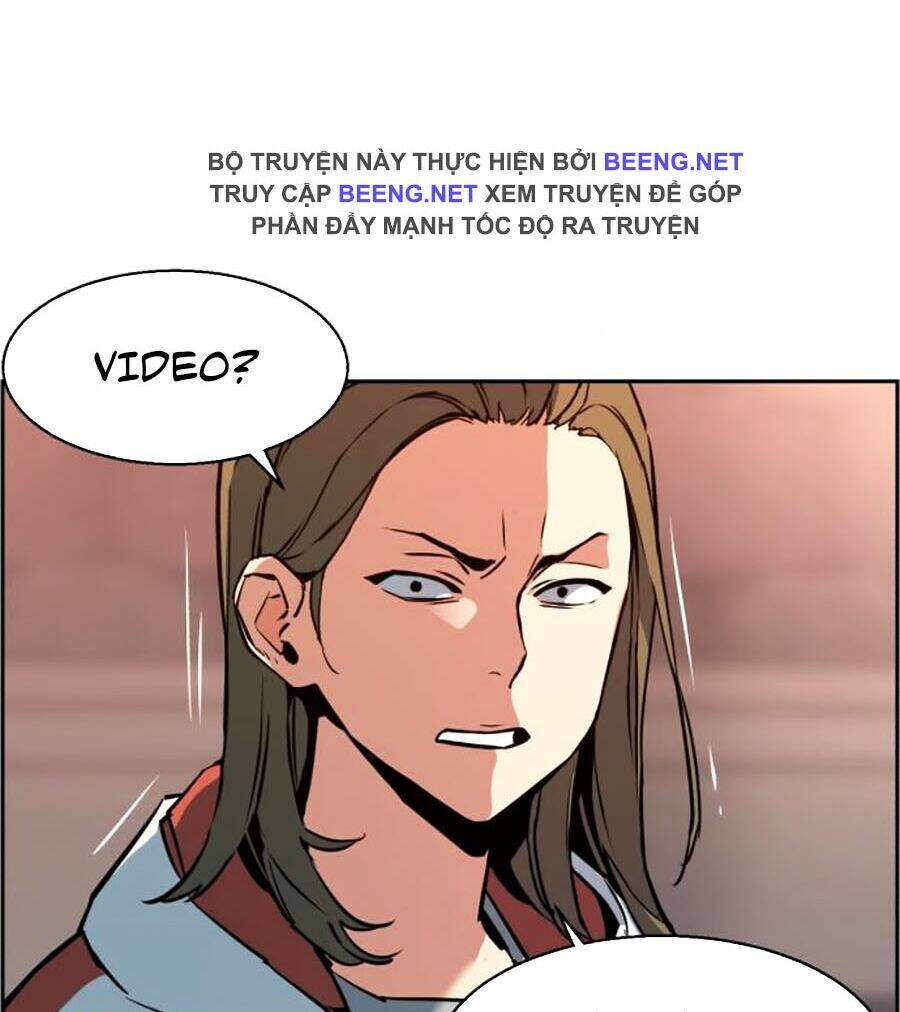 BỘ TRUYỆN NÀY THỰC HIỆN BỞI BEENG.NET
TRUY CẬP BEENG.NET XEM TRUYỆN ĐỂ GÓP
PHẦN ĐẨY MẠNH TỐC ĐỘ RA TRUYỆN
VIDEO?